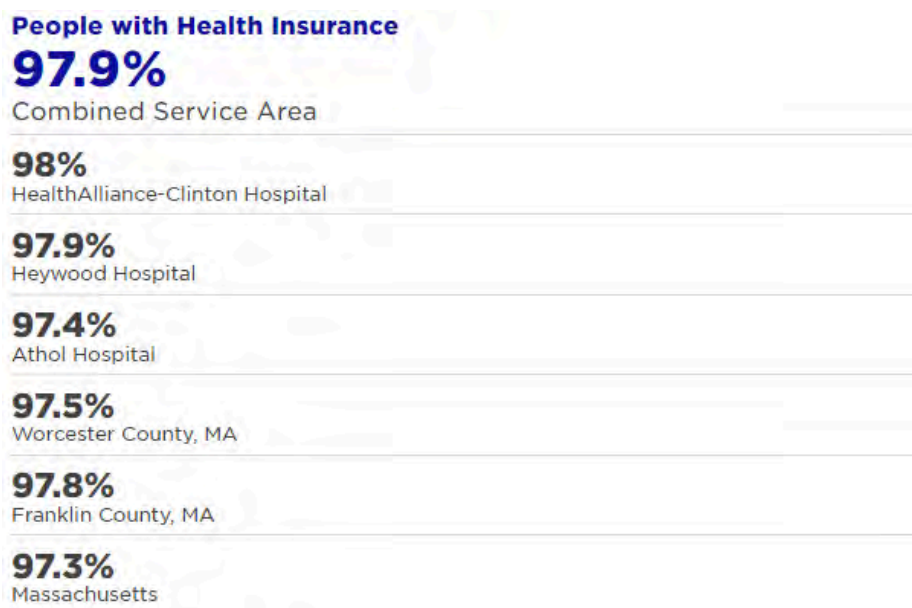 People with Health Insurance
97.9%
Combined Service Area
98%
HealthAlliance-Clinton Hospital
97.9%
Heywood Hospital
97.4%
Athol Hospital
97.5%
Worcester County, MA
97.8%
Franklin County, MA
97.3%
Massachusetts